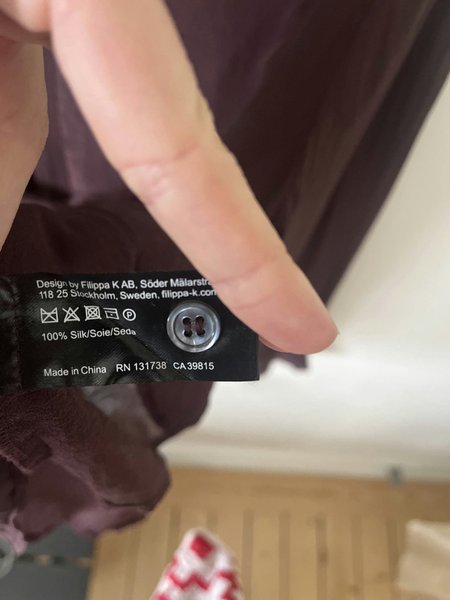 Design by Filippa K AB, Söder
118 25 Stockholm, Sweden, filippa-k.com
P
100% Silk/Soie/Seda
Made in China RN 131738 CA39815